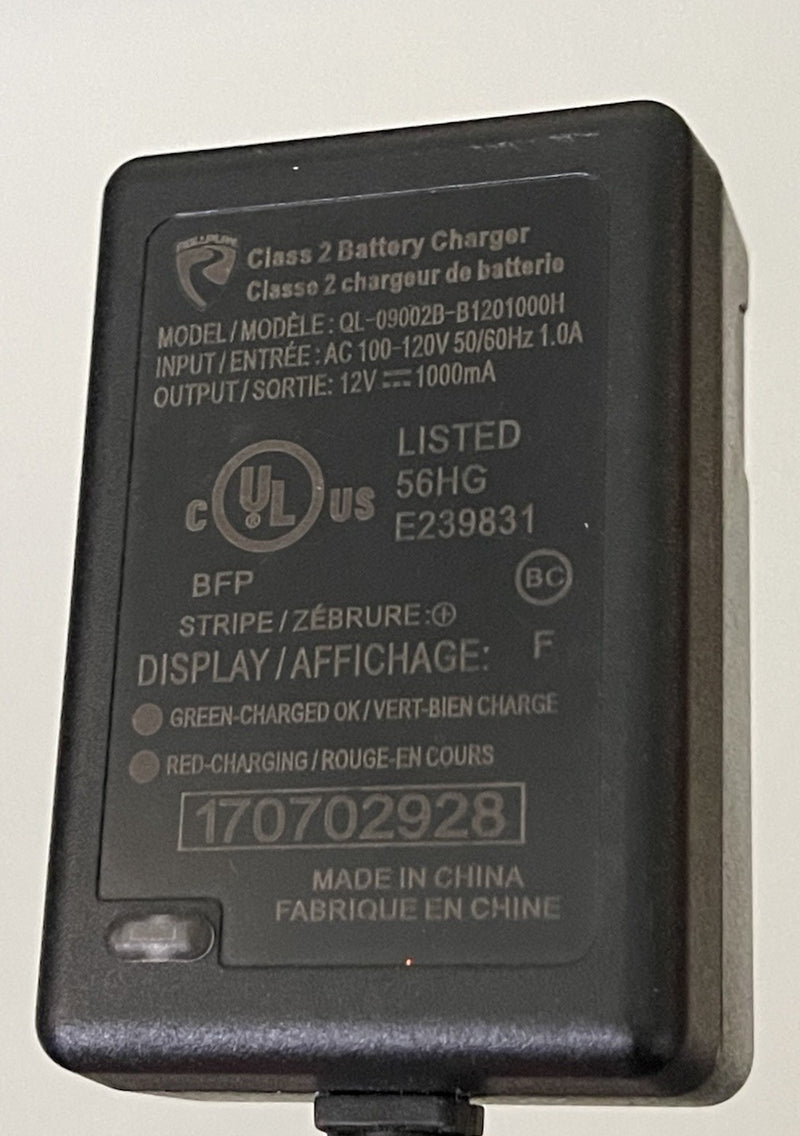 ROLLPLAY
Class 2 Battery Charger
Classe 2 chargeur de batterie
MODEL/MODÈLE: QL-09002B-B1201000H
INPUT/ENTRÉE: AC 100-120V 50/60Hz 1.0A
OUTPUT/SORTIE: 12V⎓1000mA
C UL® US
LISTED
56HG
E239831
BFP
BC
STRIPE/ZÉBRURE:⊕
DISPLAY/AFFICHAGE: F
GREEN-CHARGED OK/VERT-BIEN CHARGE
RED-CHARGING/ROUGE-EN COURS
170702928
MADE IN CHINA
FABRIQUE EN CHINE